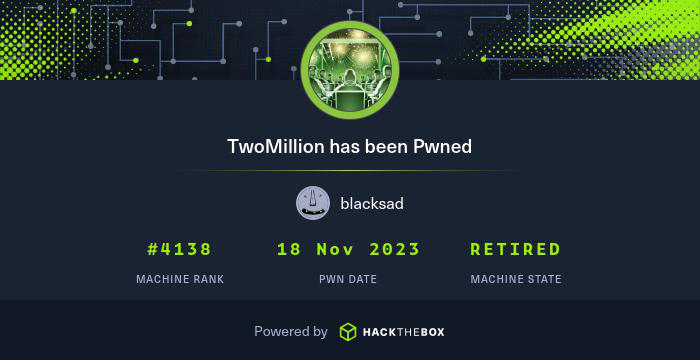 TwoMillion has been Pwned
blacksad
#4138 18 Nov 2023 RETIRED
MACHINE RANK PWN DATE MACHINE STATE
Powered by HACKTHEBOX